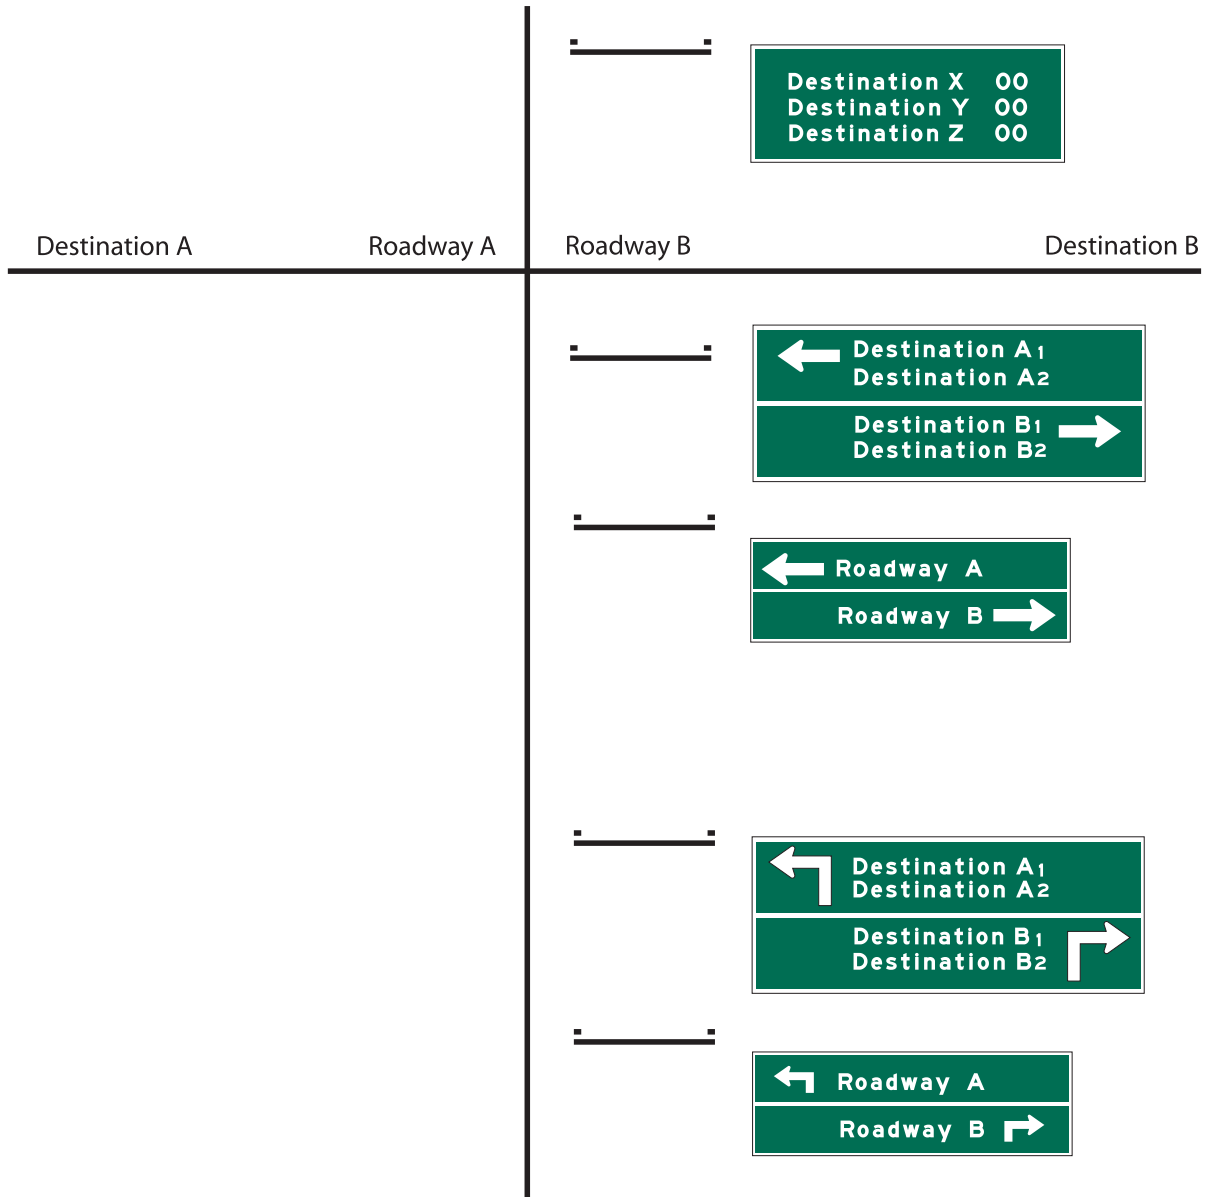 Destination X 00
Destination Y 00
Destination Z 00
Destination A Roadway A Roadway B Destination B
Destination A1
Destination A2
Destination B1
Destination B2
Roadway A
Roadway B
Destination A1
Destination A2
Destination B1
Destination B2
Roadway A
Roadway B